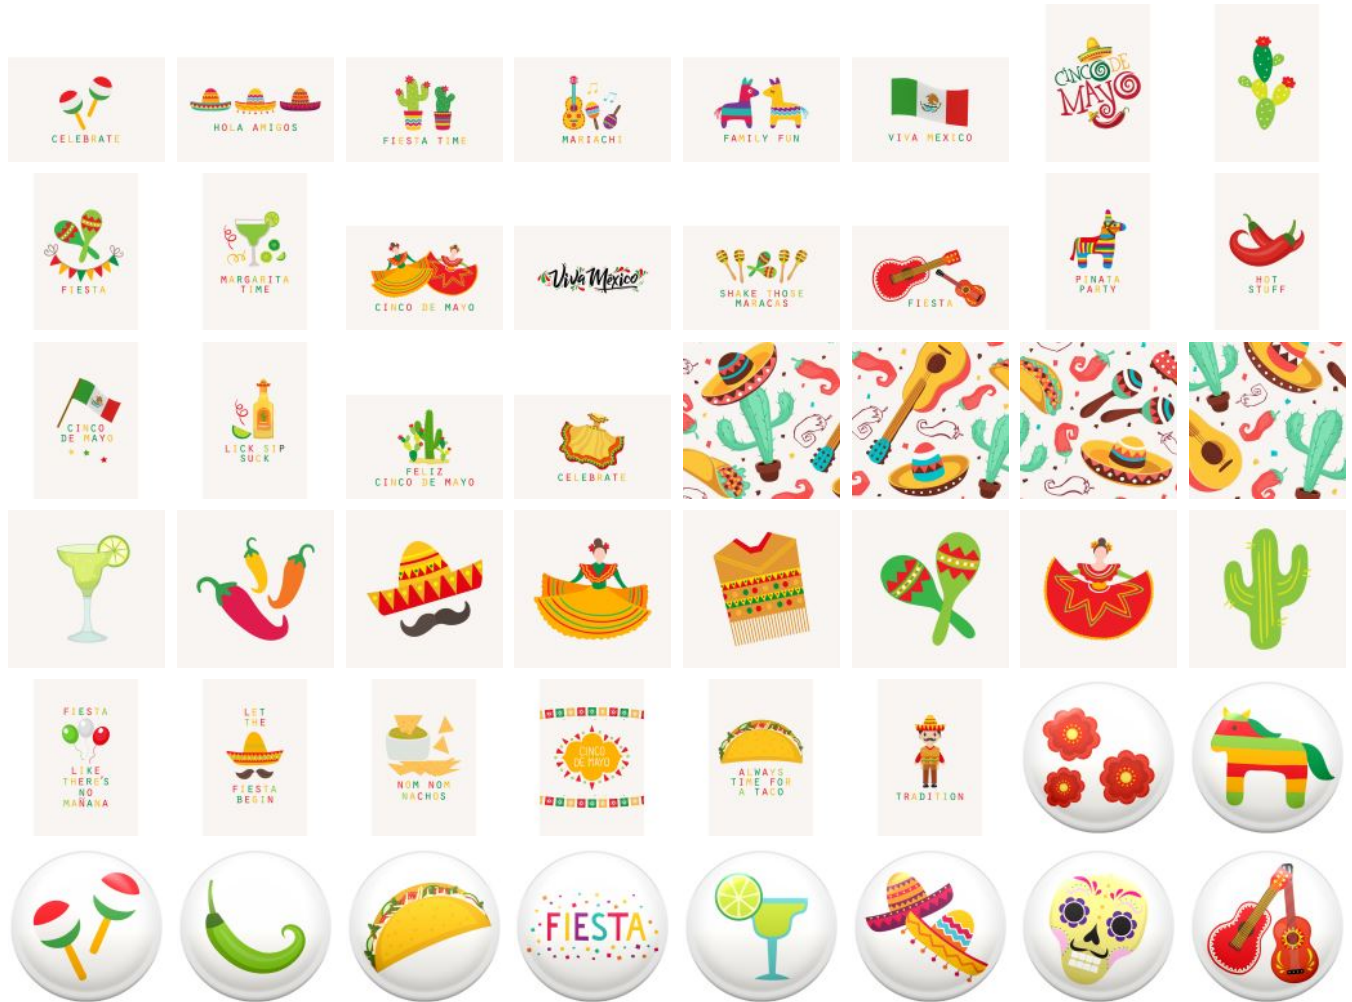 CELEBRATE
HOLA AMIGOS
FIESTA TIME
MARIACHI
FAMILY FUN
VIVA MEXICO
CINCO DE
MAYO
FIESTA
MARGARITA
TIME
CINCO DE MAYO
Viva México
SHAKE THOSE
MARACAS
FIESTA
PINATA
PARTY
HOT
STUFF
CINCO
DE MAYO
LICK SIP
SUCK
FELIZ
CINCO DE MAYO
CELEBRATE
FIESTA
LIKE
THERE'S
NO
MAÑANA
LET
THE
FIESTA
BEGIN
NOM NOM
NACHOS
CINCO
DE MAYO
ALWAYS
TIME FOR
A TACO
TRADITION
FIESTA